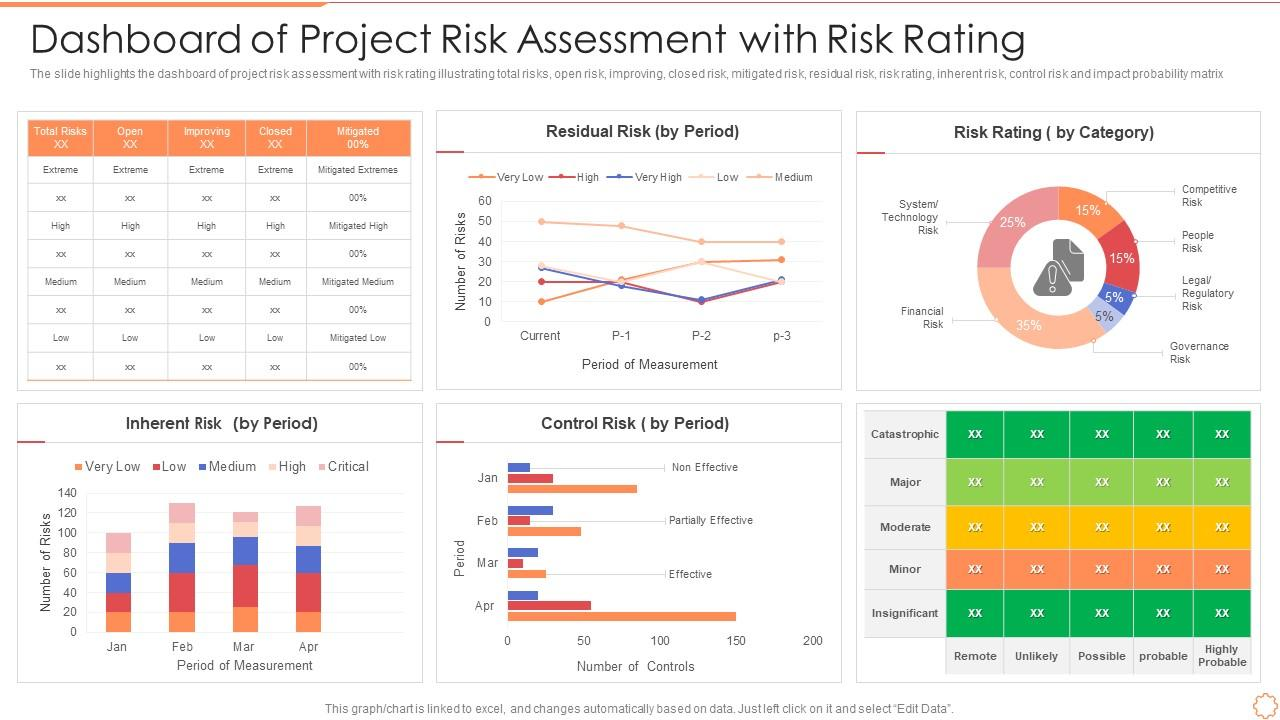 Dashboard of Project Risk Assessment with Risk Rating
The slide highlights the dashboard of project risk assessment with risk rating illustrating total risks, open risk, improving, closed risk, mitigated risk, residual risk, risk rating, inherent risk, control risk and impact probability matrix
Total Risks Open Improving Closed Mitigated
XX XX XX XX 00%
Extreme Extreme Extreme Extreme Mitigated Extremes
xx xx xx xx 00%
High High High High Mitigated High
xx xx xx xx 00%
Medium Medium Medium Medium Mitigated Medium
xx xx xx xx 00%
Low Low Low Low Mitigated Low
xx xx xx xx 00%
Residual Risk (by Period)
Very Low High Very High Low Medium
Number of Risks
60
50
40
30
20
10
0
Current P-1 P-2 p-3
Period of Measurement
Risk Rating ( by Category)
System/
Technology
Risk
Financial
Risk
25%
15%
15%
5%
5%
35%
Competitive
Risk
People
Risk
Legal/
Regulatory
Risk
Governance
Risk
Inherent Risk (by Period)
Very Low Low Medium High Critical
Number of Risks
140
120
100
80
60
40
20
0
Jan Feb Mar Apr
Period of Measurement
Control Risk ( by Period)
Period
Jan
Feb
Mar
Apr
Non Effective
Partially Effective
Effective
0 50 100 150 200
Number of Controls
Catastrophic XX XX XX XX XX
Major XX XX XX XX XX
Moderate XX XX XX XX XX
Minor XX XX XX XX XX
Insignificant XX XX XX XX XX
Remote Unlikely Possible probable Highly
Probable
This graph/chart is linked to excel, and changes automatically based on data. Just left click on it and select “Edit Data”.